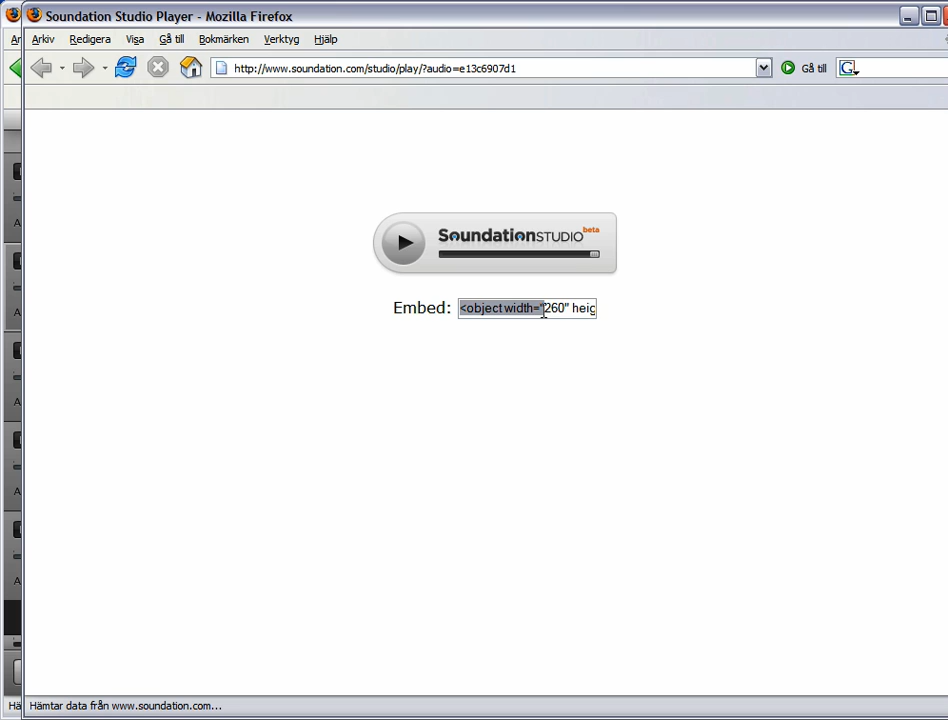 Soundation Studio Player - Mozilla Firefox
Arkiv Redigera Visa Gå till Bokmärken Verktyg Hjälp
http://www.soundation.com/studio/play/?audio=e13c6907d1 Gå till G
SoundationSTUDIO beta
Embed: <object width="260" heig
Hämtar data från www.soundation.com...